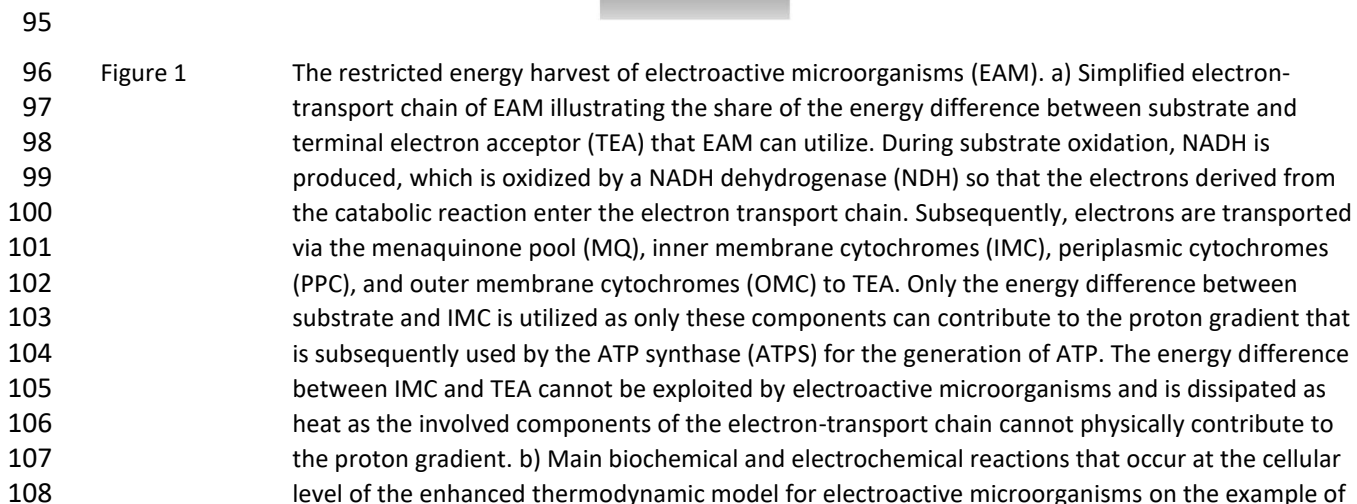 95
96 Figure 1 The restricted energy harvest of electroactive microorganisms (EAM). a) Simplified electron-
97 transport chain of EAM illustrating the share of the energy difference between substrate and
98 terminal electron acceptor (TEA) that EAM can utilize. During substrate oxidation, NADH is
99 produced, which is oxidized by a NADH dehydrogenase (NDH) so that the electrons derived from
100 the catabolic reaction enter the electron transport chain. Subsequently, electrons are transported
101 via the menaquinone pool (MQ), inner membrane cytochromes (IMC), periplasmic cytochromes
102 (PPC), and outer membrane cytochromes (OMC) to TEA. Only the energy difference between
103 substrate and IMC is utilized as only these components can contribute to the proton gradient that
104 is subsequently used by the ATP synthase (ATPS) for the generation of ATP. The energy difference
105 between IMC and TEA cannot be exploited by electroactive microorganisms and is dissipated as
106 heat as the involved components of the electron-transport chain cannot physically contribute to
107 the proton gradient. b) Main biochemical and electrochemical reactions that occur at the cellular
108 level of the enhanced thermodynamic model for electroactive microorganisms on the example of